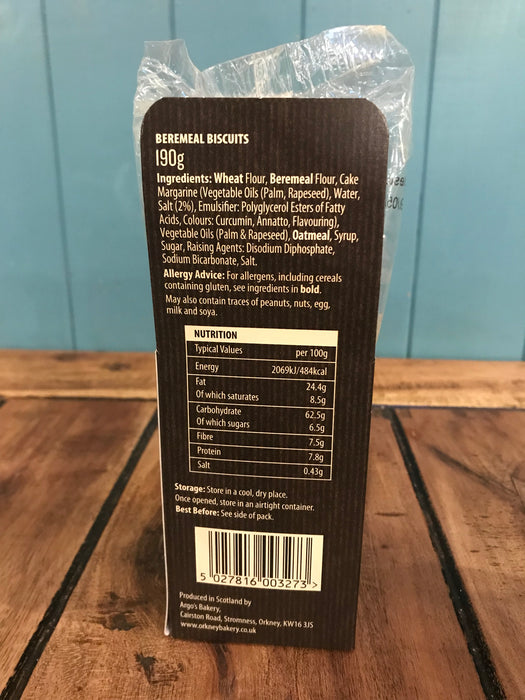 BEREMEAL BISCUITS
190g
Ingredients: Wheat Flour, Beremeal Flour, Cake
Margarine (Vegetable Oils (Palm, Rapeseed), Water,
Salt (2%), Emulsifier: Polyglycerol Esters of Fatty
Acids, Colours: Curcumin, Annatto, Flavouring),
Vegetable Oils (Palm & Rapeseed), Oatmeal, Syrup,
Sugar, Raising Agents: Disodium Diphosphate,
Sodium Bicarbonate, Salt.
Allergy Advice: For allergens, including cereals
containing gluten, see ingredients in bold.
May also contain traces of peanuts, nuts, egg,
milk and soya.
NUTRITION
Typical Values per 100g
Energy 2069kJ/484kcal
Fat 24.4g
Of which saturates 8.5g
Carbohydrate 62.5g
Of which sugars 6.5g
Fibre 7.5g
Protein 7.8g
Salt 0.43g
Storage: Store in a cool, dry place.
Once opened, store in an airtight container.
Best Before: See side of pack.
5 027816 003273 >
Produced in Scotland by
Argo's Bakery,
Cairston Road, Stromness, Orkney, KW16 3JS
www.orkneybakery.co.uk